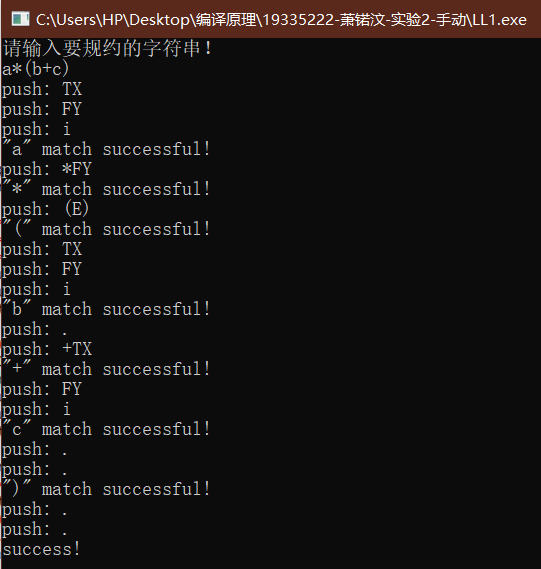 C:\Users\HP\Desktop\编译原理\19335222-萧锘汶-实验2-手动\LL1.exe
请输入要规约的字符串!
a*(b+c)
push: TX
push: FY
push: i
"a" match successful!
push: *FY
"*" match successful!
push: (E)
"(" match successful!
push: TX
push: FY
push: i
"b" match successful!
push: .
push: +TX
"+" match successful!
push: FY
push: i
"c" match successful!
push: .
push: .
")" match successful!
push: .
push: .
success!